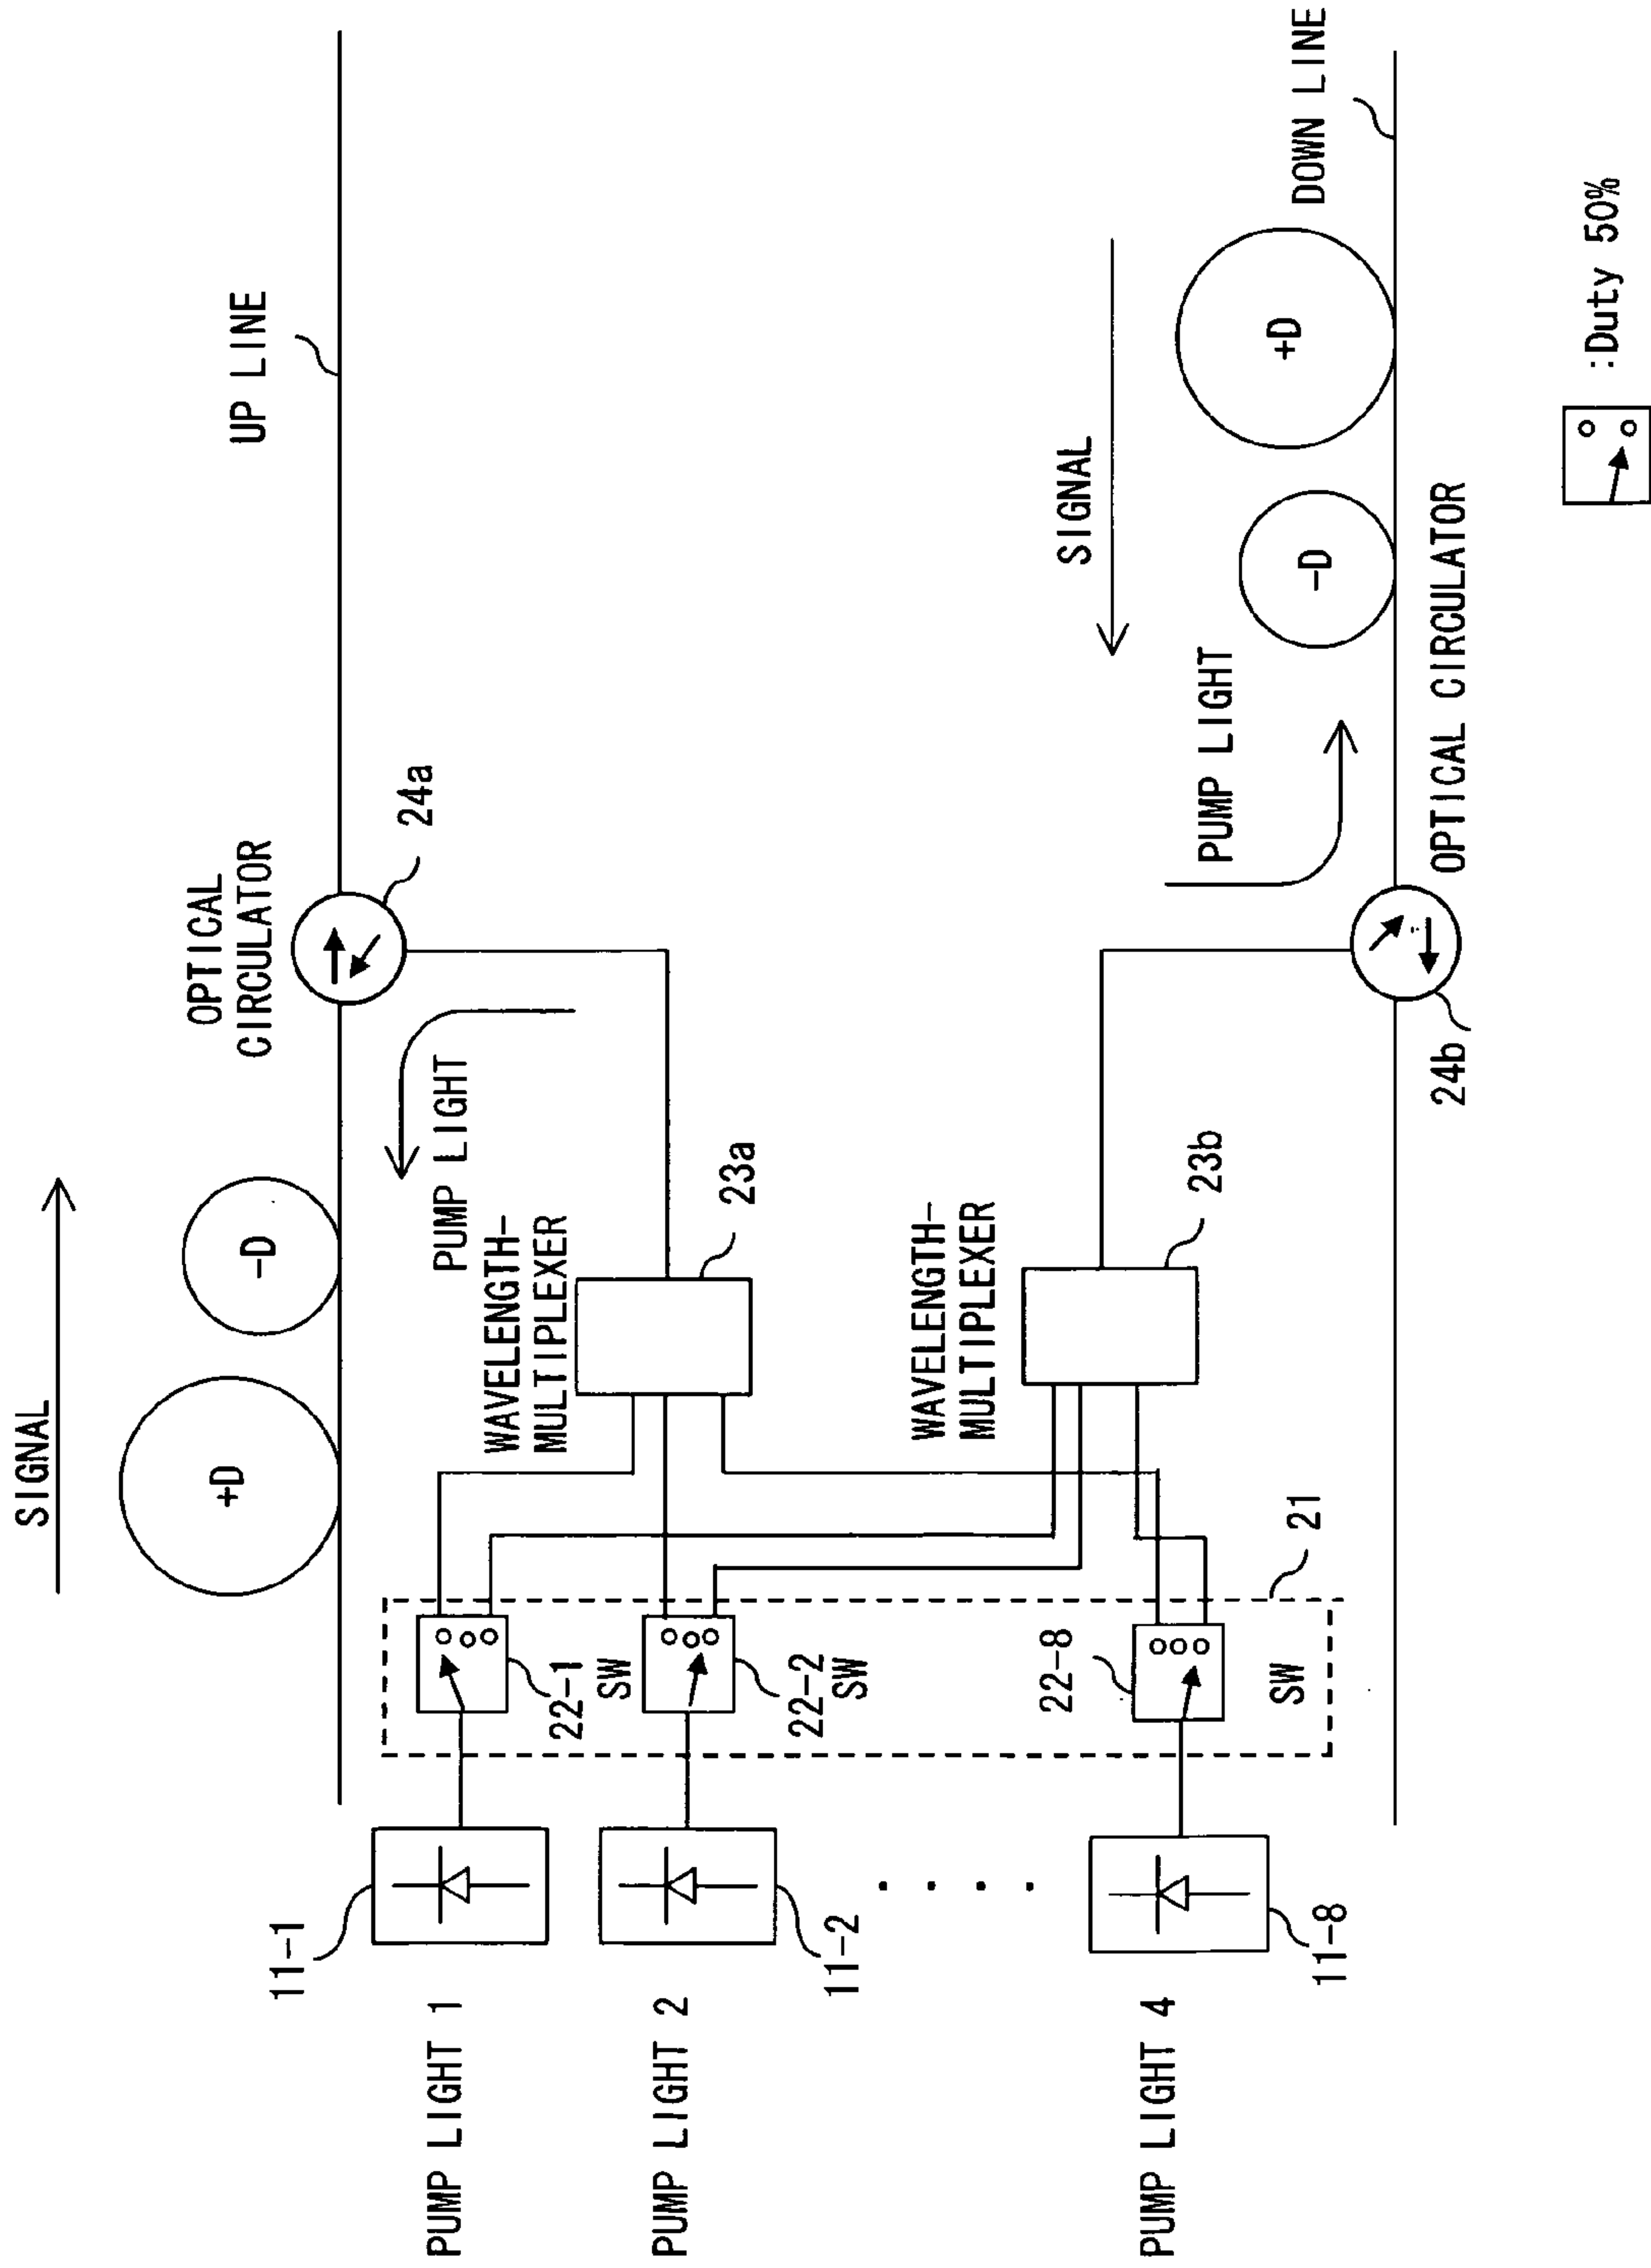 SIGNAL
+D
-D
OPTICAL
CIRCULATOR
24a
UP LINE
PUMP LIGHT
PUMP LIGHT 1
11-1
22-1
SW
WAVELENGTH-
MULTIPLEXER
23a
PUMP LIGHT 2
11-2
22-2
SW
WAVELENGTH-
MULTIPLEXER
23b
PUMP LIGHT 4
11-8
22-8
SW
21
SIGNAL
PUMP LIGHT
-D
+D
DOWN LINE
24b
OPTICAL CIRCULATOR
:Duty 50%